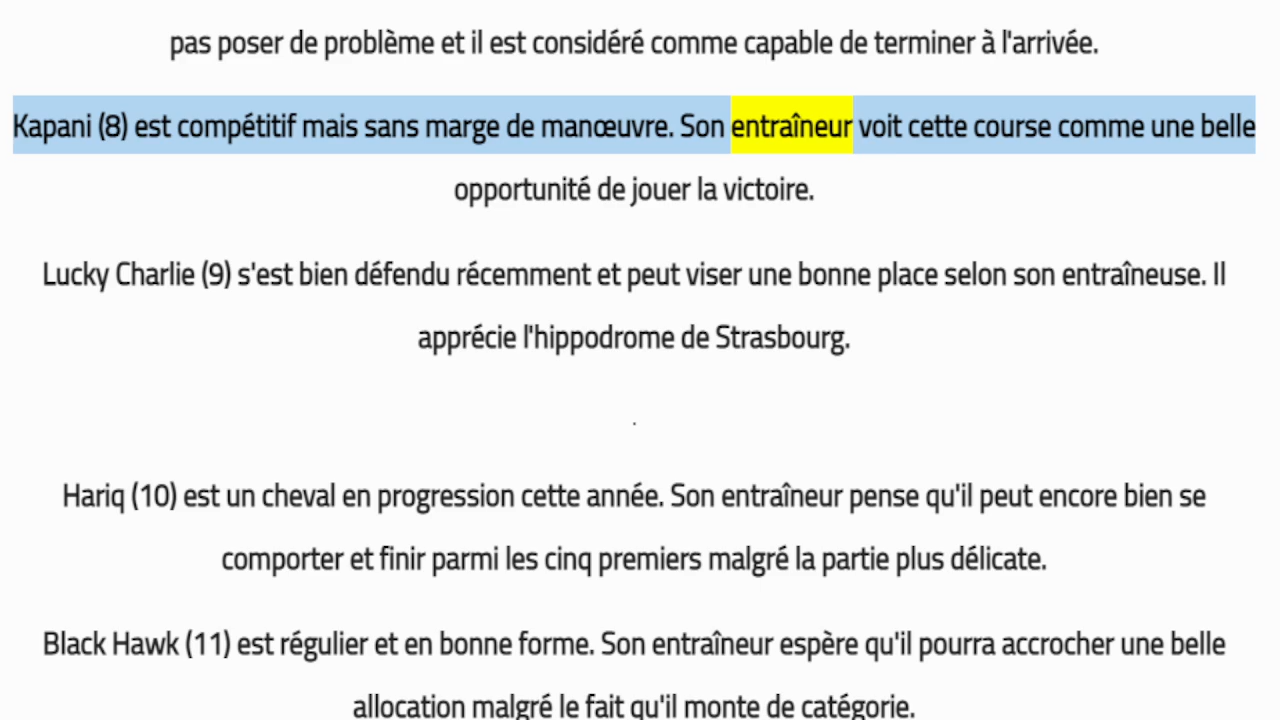 pas poser de problème et il est considéré comme capable de terminer à l'arrivée.
Kapani (8) est compétitif mais sans marge de manœuvre. Son entraîneur voit cette course comme une belle
opportunité de jouer la victoire.
Lucky Charlie (9) s'est bien défendu récemment et peut viser une bonne place selon son entraîneuse. Il
apprécie l'hippodrome de Strasbourg.
.
Hariq (10) est un cheval en progression cette année. Son entraîneur pense qu'il peut encore bien se
comporter et finir parmi les cinq premiers malgré la partie plus délicate.
Black Hawk (11) est régulier et en bonne forme. Son entraîneur espère qu'il pourra accrocher une belle
allocation malgré le fait qu'il monte de catégorie.